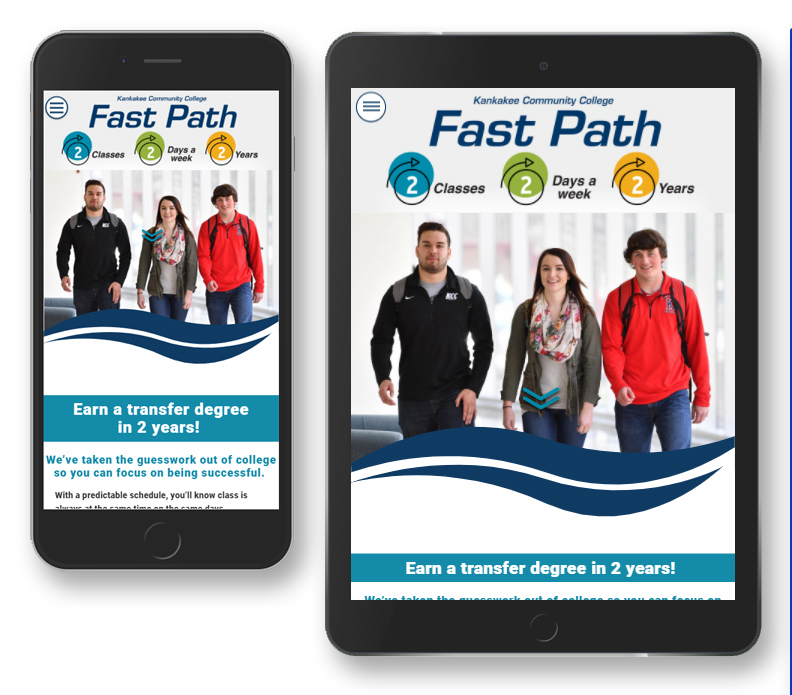 Kankakee Community College
Fast Path
2 Classes
2 Days a
week
2 Years
KCC
Earn a transfer degree
in 2 years!
We've taken the guesswork out of college
so you can focus on being successful.
With a predictable schedule, you'll know class is
always at the same time on the same days.
Kankakee Community College
Fast Path
2 Classes
2 Days a
week
2 Years
KCC
Earn a transfer degree in 2 years!
We've taken the guesswork out of college so you can focus on